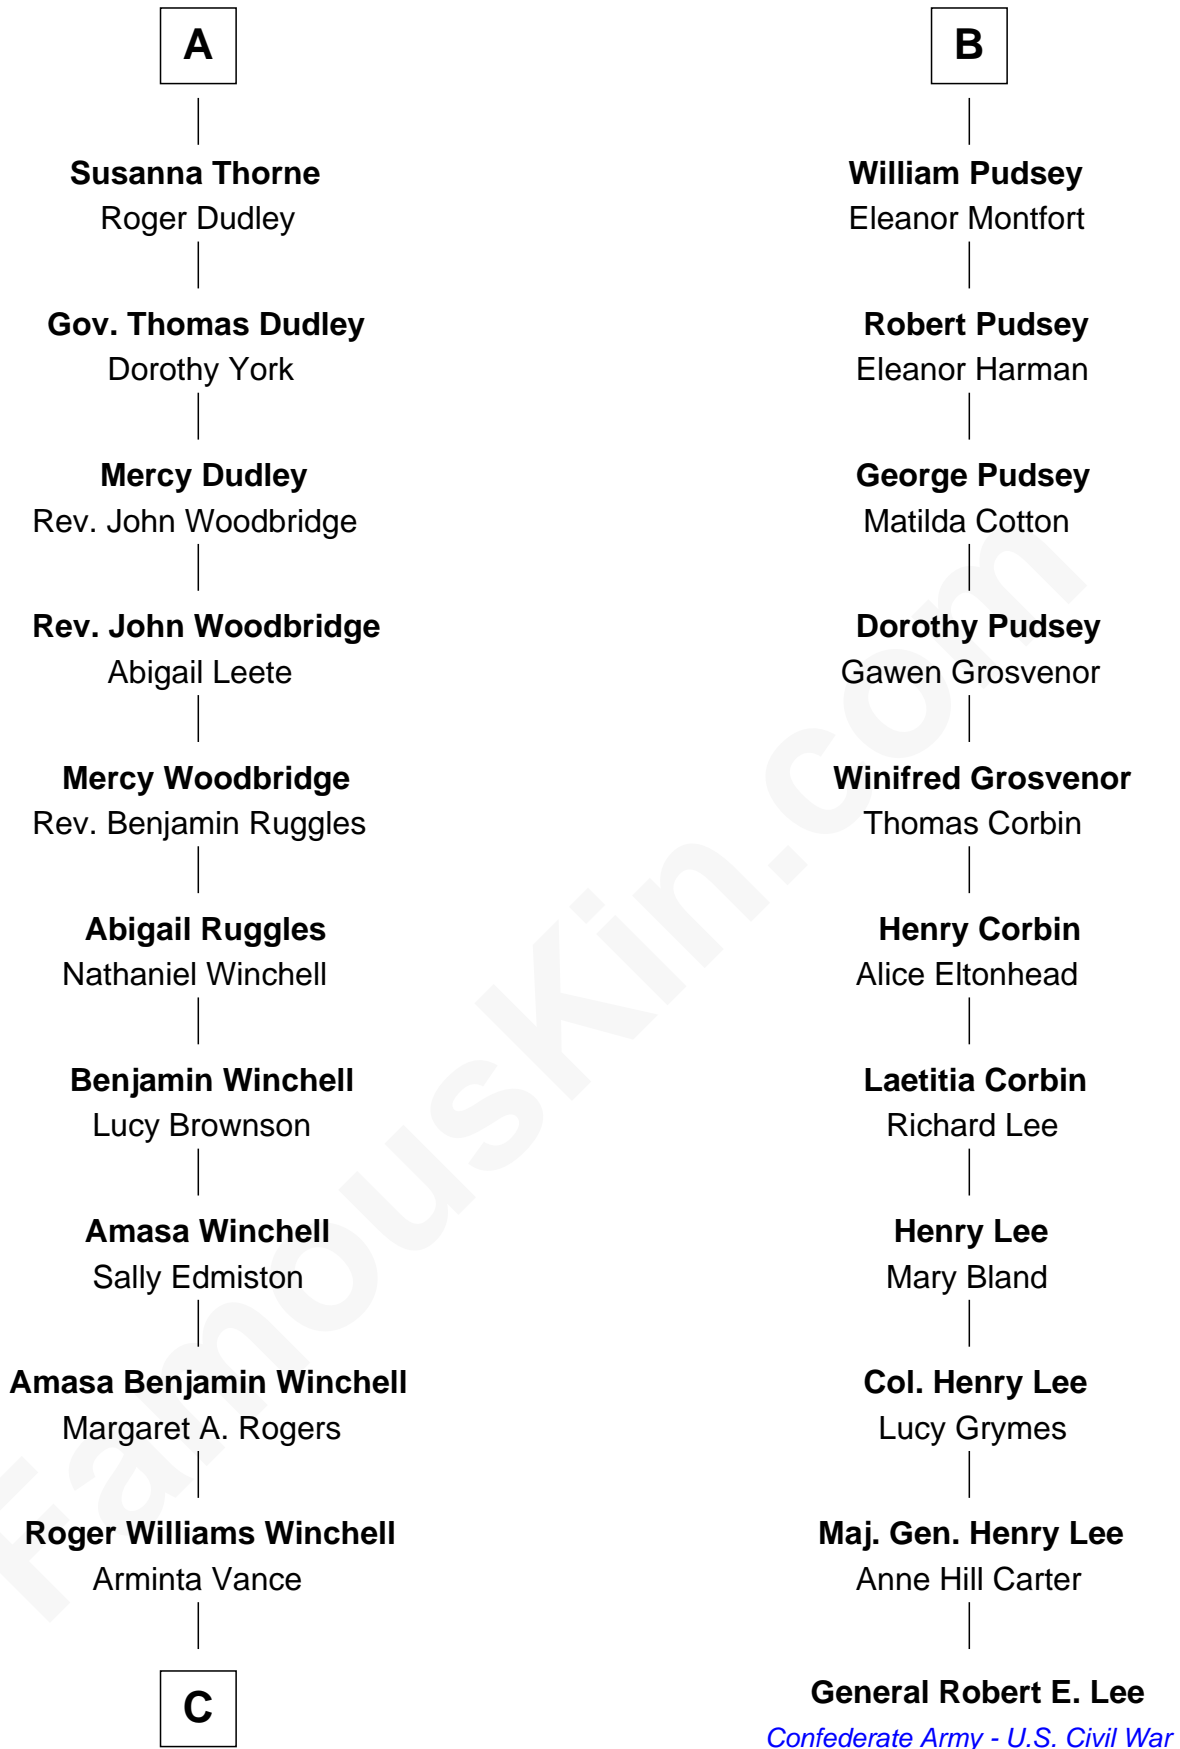 A
Susanna Thorne
Roger Dudley
Gov. Thomas Dudley
Dorothy York
Mercy Dudley
Rev. John Woodbridge
Rev. John Woodbridge
Abigail Leete
Mercy Woodbridge
Rev. Benjamin Ruggles
Abigail Ruggles
Nathaniel Winchell
Benjamin Winchell
Lucy Brownson
Amasa Winchell
Sally Edmiston
Amasa Benjamin Winchell
Margaret A. Rogers
Roger Williams Winchell
Arminta Vance
C
B
William Pudsey
Eleanor Montfort
Robert Pudsey
Eleanor Harman
George Pudsey
Matilda Cotton
Dorothy Pudsey
Gawen Grosvenor
Winifred Grosvenor
Thomas Corbin
Henry Corbin
Alice Eltonhead
Laetitia Corbin
Richard Lee
Henry Lee
Mary Bland
Col. Henry Lee
Lucy Grymes
Maj. Gen. Henry Lee
Anne Hill Carter
General Robert E. Lee
Confederate Army - U.S. Civil War
FamousKin.com